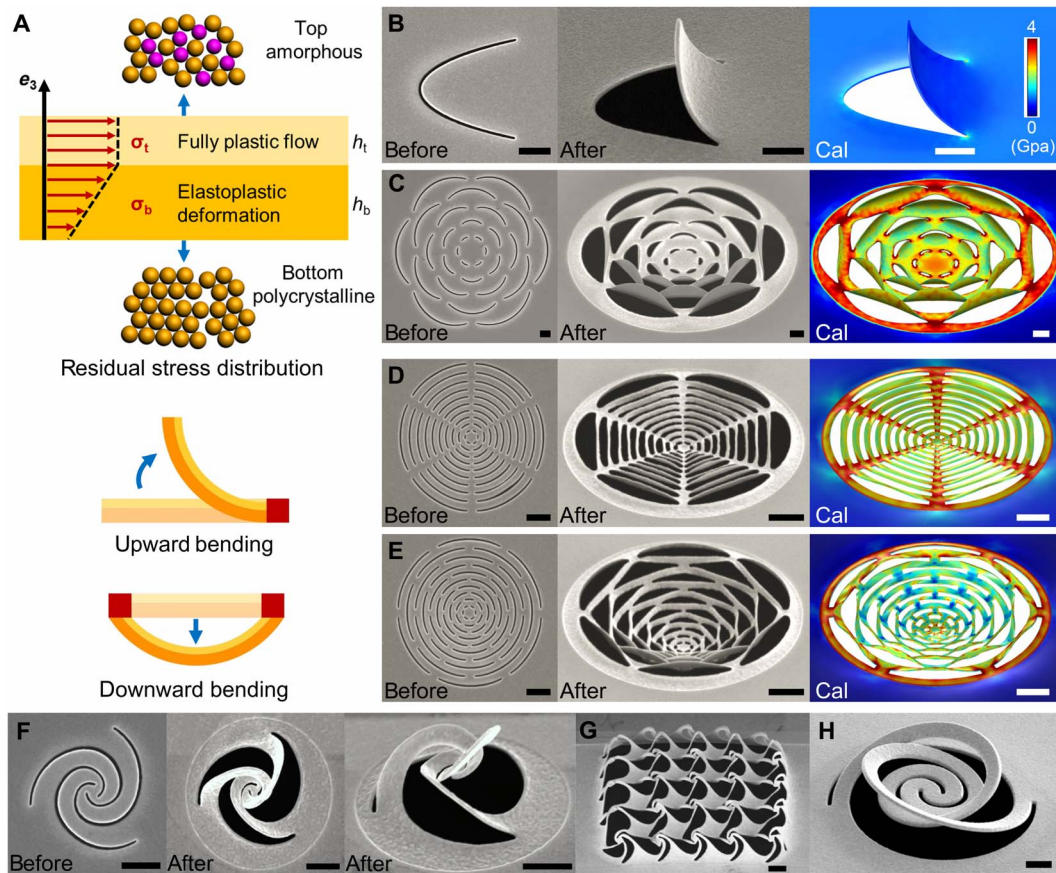 A
Top
amorphous
e3
σt
Fully plastic flow
ht
σb
Elastoplastic
deformation
hb
Bottom
polycrystalline
Residual stress distribution
Upward bending
Downward bending
B
Before
After
Cal
4
0
(Gpa)
C
Before
After
Cal
D
Before
After
Cal
E
Before
After
Cal
F
Before
After
After
G
H